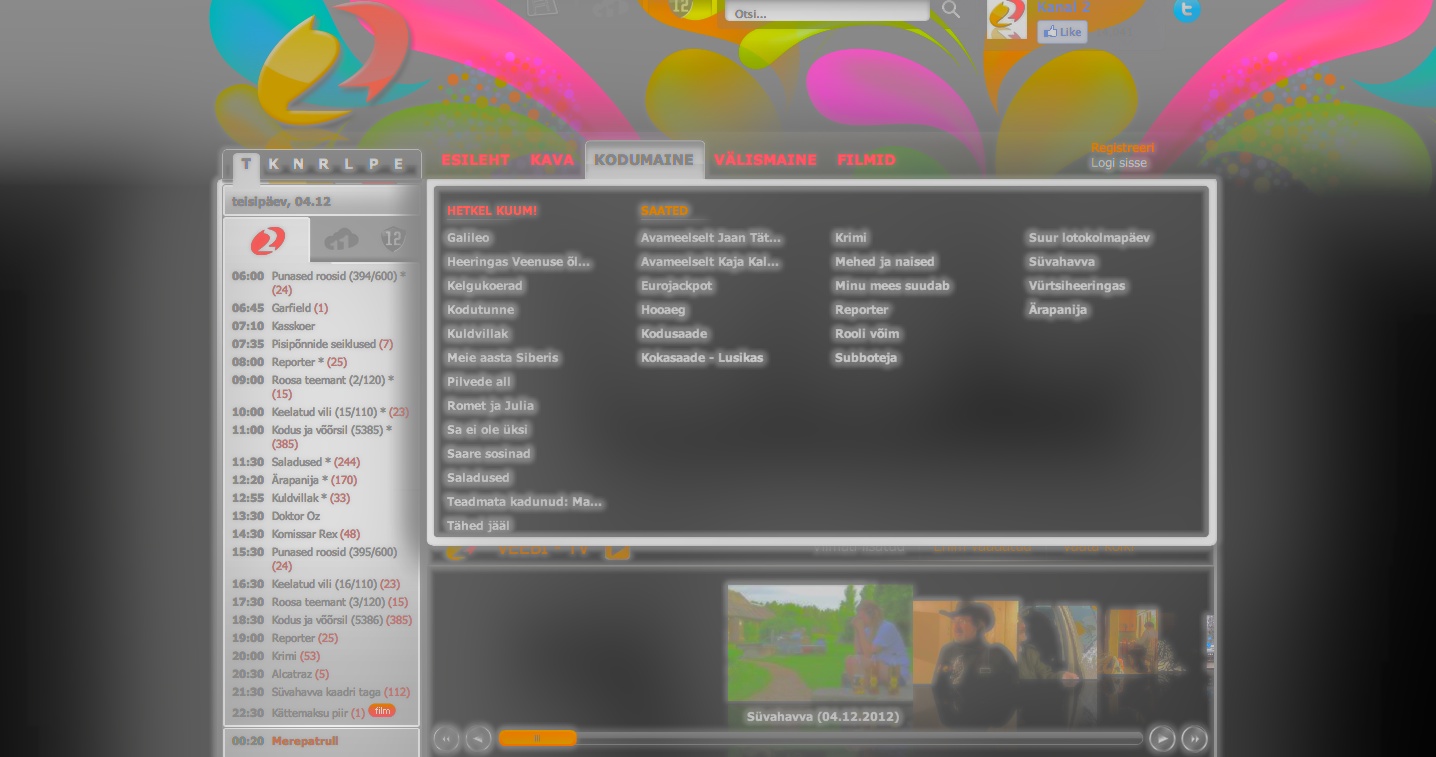 Otsi...
Kanal 2
Like
ESILEHT KAVA KODUMAINE VÄLISMAINE FILMID
Registreeri
Logi sisse
T K N R L P E
teisipäev, 04.12
2 12
06:00 Punased roosid (394/600) *
(24)
06:45 Garfield (1)
07:10 Kasskoer
07:35 Pisipõnnide seiklused (7)
08:00 Reporter * (25)
09:00 Roosa teemant (2/120) *
(15)
10:00 Keelatud vili (15/110) * (23)
11:00 Kodus ja võõrsil (5385) *
(385)
11:30 Saladused * (244)
12:20 Ärapanija * (170)
12:55 Kuldvillak * (33)
13:30 Doktor Oz
14:30 Komissar Rex (48)
15:30 Punased roosid (395/600)
(24)
16:30 Keelatud vili (16/110) (23)
17:30 Roosa teemant (3/120) (15)
18:30 Kodus ja võõrsil (5386) (385)
19:00 Reporter (25)
20:00 Krimi (53)
20:30 Alcatraz (5)
21:30 Süvahavva kaadri taga (112)
22:30 Kättemaksu piir (1) film
00:20 Merepatrull
HETKEL KUUM!
Galileo
Heeringas Veenuse õl...
Kelgukoerad
Kodutunne
Kuldvillak
Meie aasta Siberis
Pilvede all
Romet ja Julia
Sa ei ole üksi
Saare sosinad
Saladused
Teadmata kadunud: Ma...
Tähed jääl
SAATED
Avameelselt Jaan Tät...
Avameelselt Kaja Kal...
Eurojackpot
Hooaeg
Kodusaade
Kokasaade - Lusikas
Krimi
Mehed ja naised
Minu mees suudab
Reporter
Rooli võim
Subboteja
Suur lotokolmapäev
Süvahavva
Vürtsiheeringas
Ärapanija
VEEBI - TV
Süvahavva (04.12.2012)